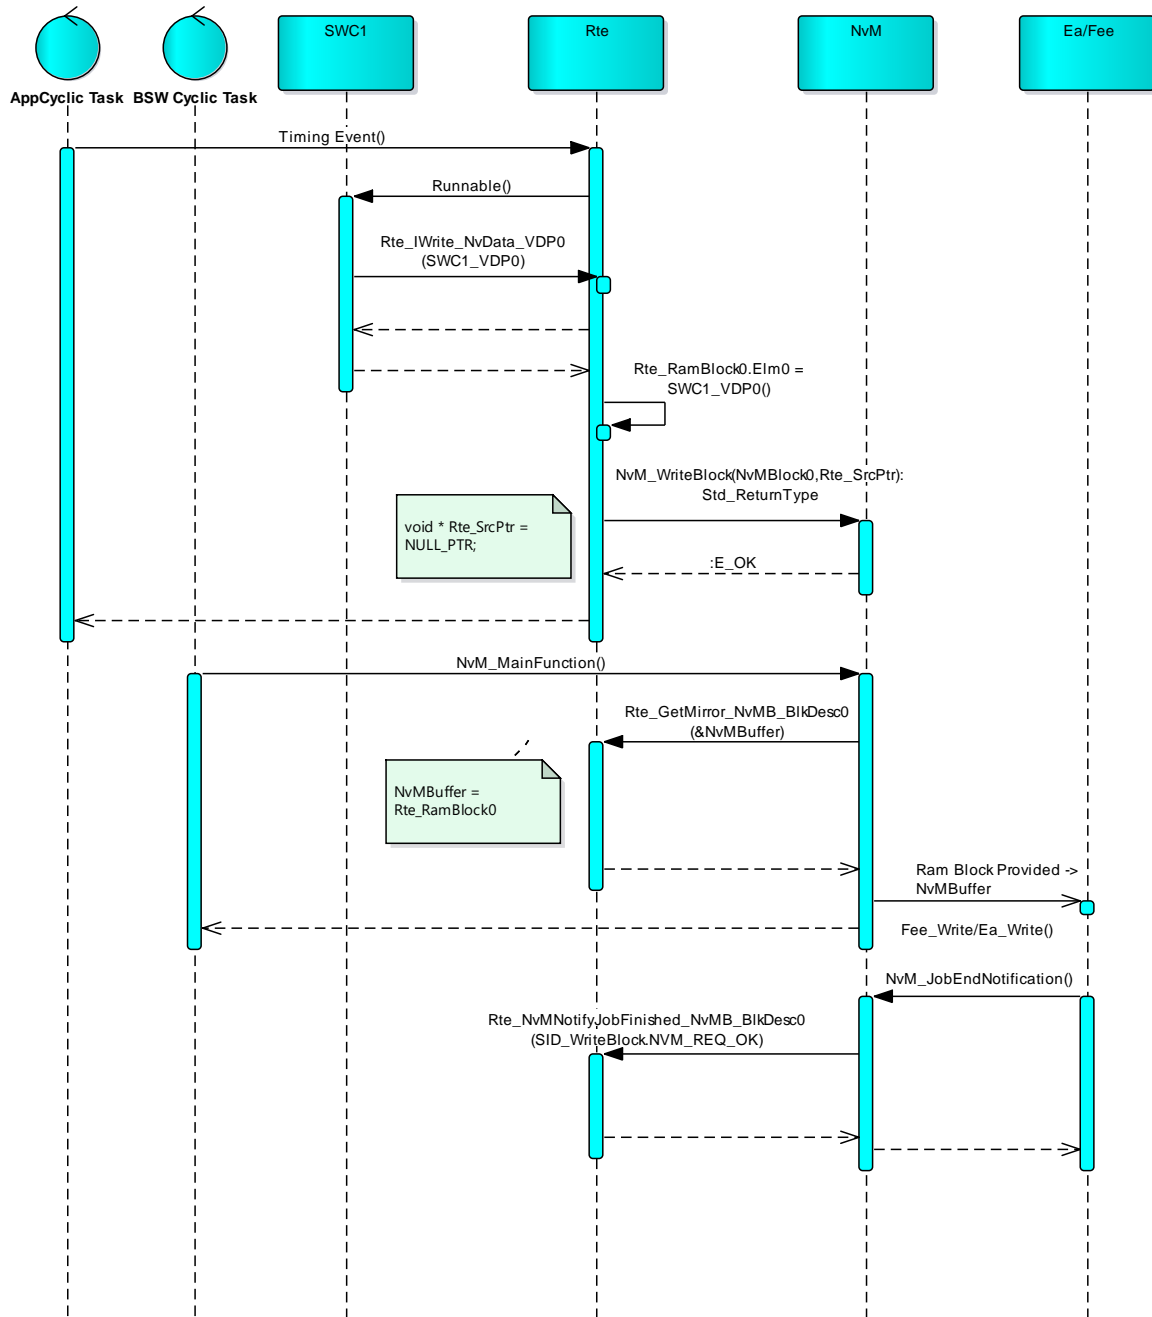 SWC1
Rte
NvM
Ea/Fee
AppCyclic Task
BSW Cyclic Task
Timing Event()
Runnable()
Rte_IWrite_NvData_VDP0
(SWC1_VDP0)
Rte_RamBlock0.Elm0 =
SWC1_VDP0()
NvM_WriteBlock(NvMBlock0,Rte_SrcPtr):
Std_ReturnType
void * Rte_SrcPtr =
NULL_PTR;
:E_OK
NvM_MainFunction()
Rte_GetMirror_NvMB_BlkDesc0
(&NvMBuffer)
NvMBuffer =
Rte_RamBlock0
Ram Block Provided ->
NvMBuffer
Fee_Write/Ea_Write()
NvM_JobEndNotification()
Rte_NvMNotifyJobFinished_NvMB_BlkDesc0
(SID_WriteBlock.NVM_REQ_OK)